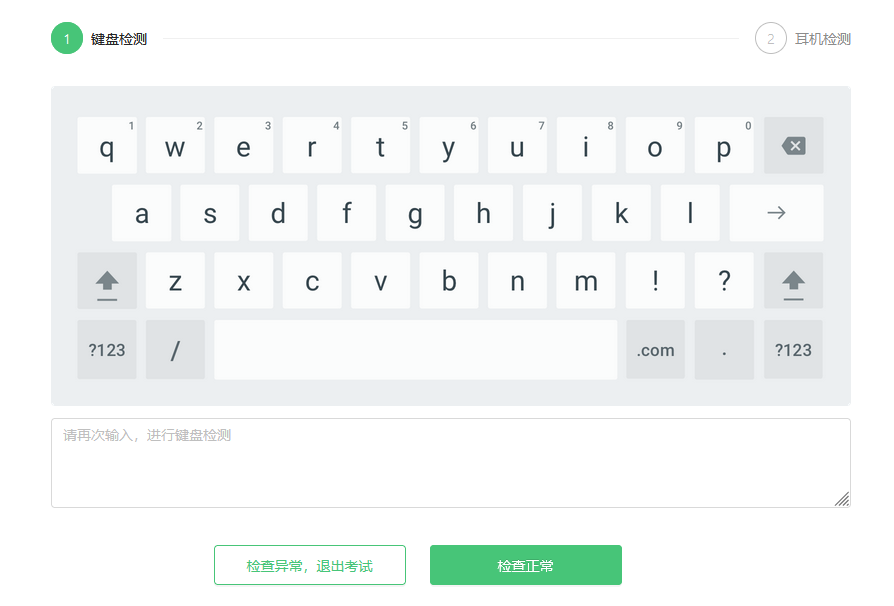 1 键盘检测 2 耳机检测
q 1 w 2 e 3 r 4 t 5 y 6 u 7 i 8 o 9 p 0
a s d f g h j k l →
z x c v b n m ! ?
?123 / .com . ?123
请再次输入，进行键盘检测
检查异常，退出考试 检查正常